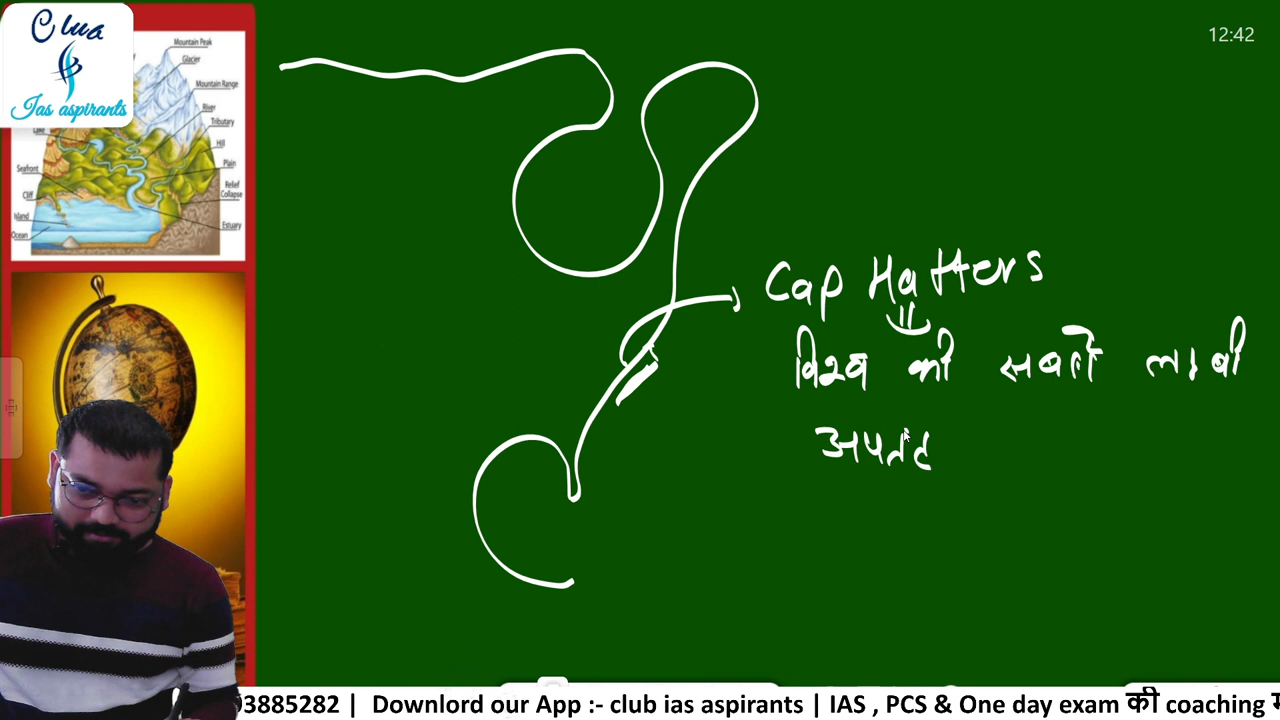 Clua
Ias aspirants
12:42
Mountain Peak
Glacier
Mountain Range
River
Tributary
Hill
Plain
Relief
Collapse
Estuary
Lake
Seafront
Cliff
Island
Ocean
Cap Hatters
विश्व की सबसे लम्बी
अपतट
3885282 | Downlord our App :- club ias aspirants | IAS , PCS & One day exam की coaching